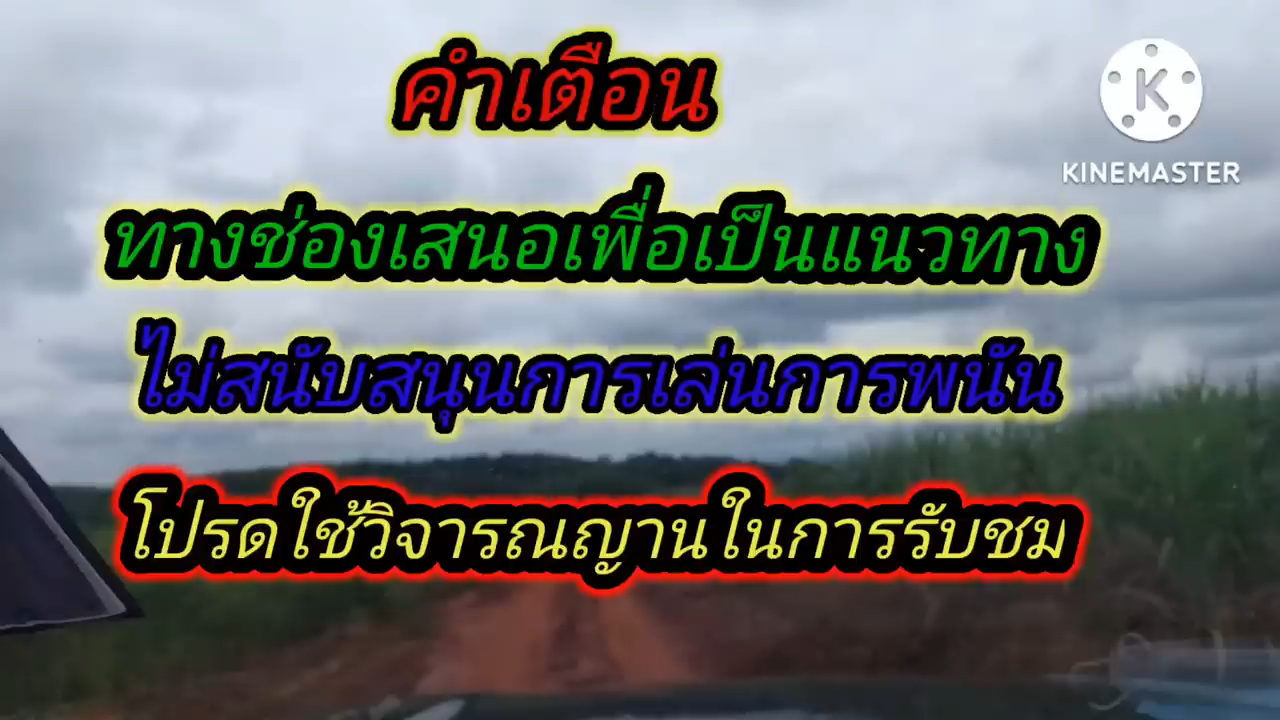 คำเตือน
K
KINEMASTER
ทางช่องเสนอเพื่อเป็นแนวทาง
ไม่สนับสนุนการเล่นการพนัน
โปรดใช้วิจารณญานในการรับชม